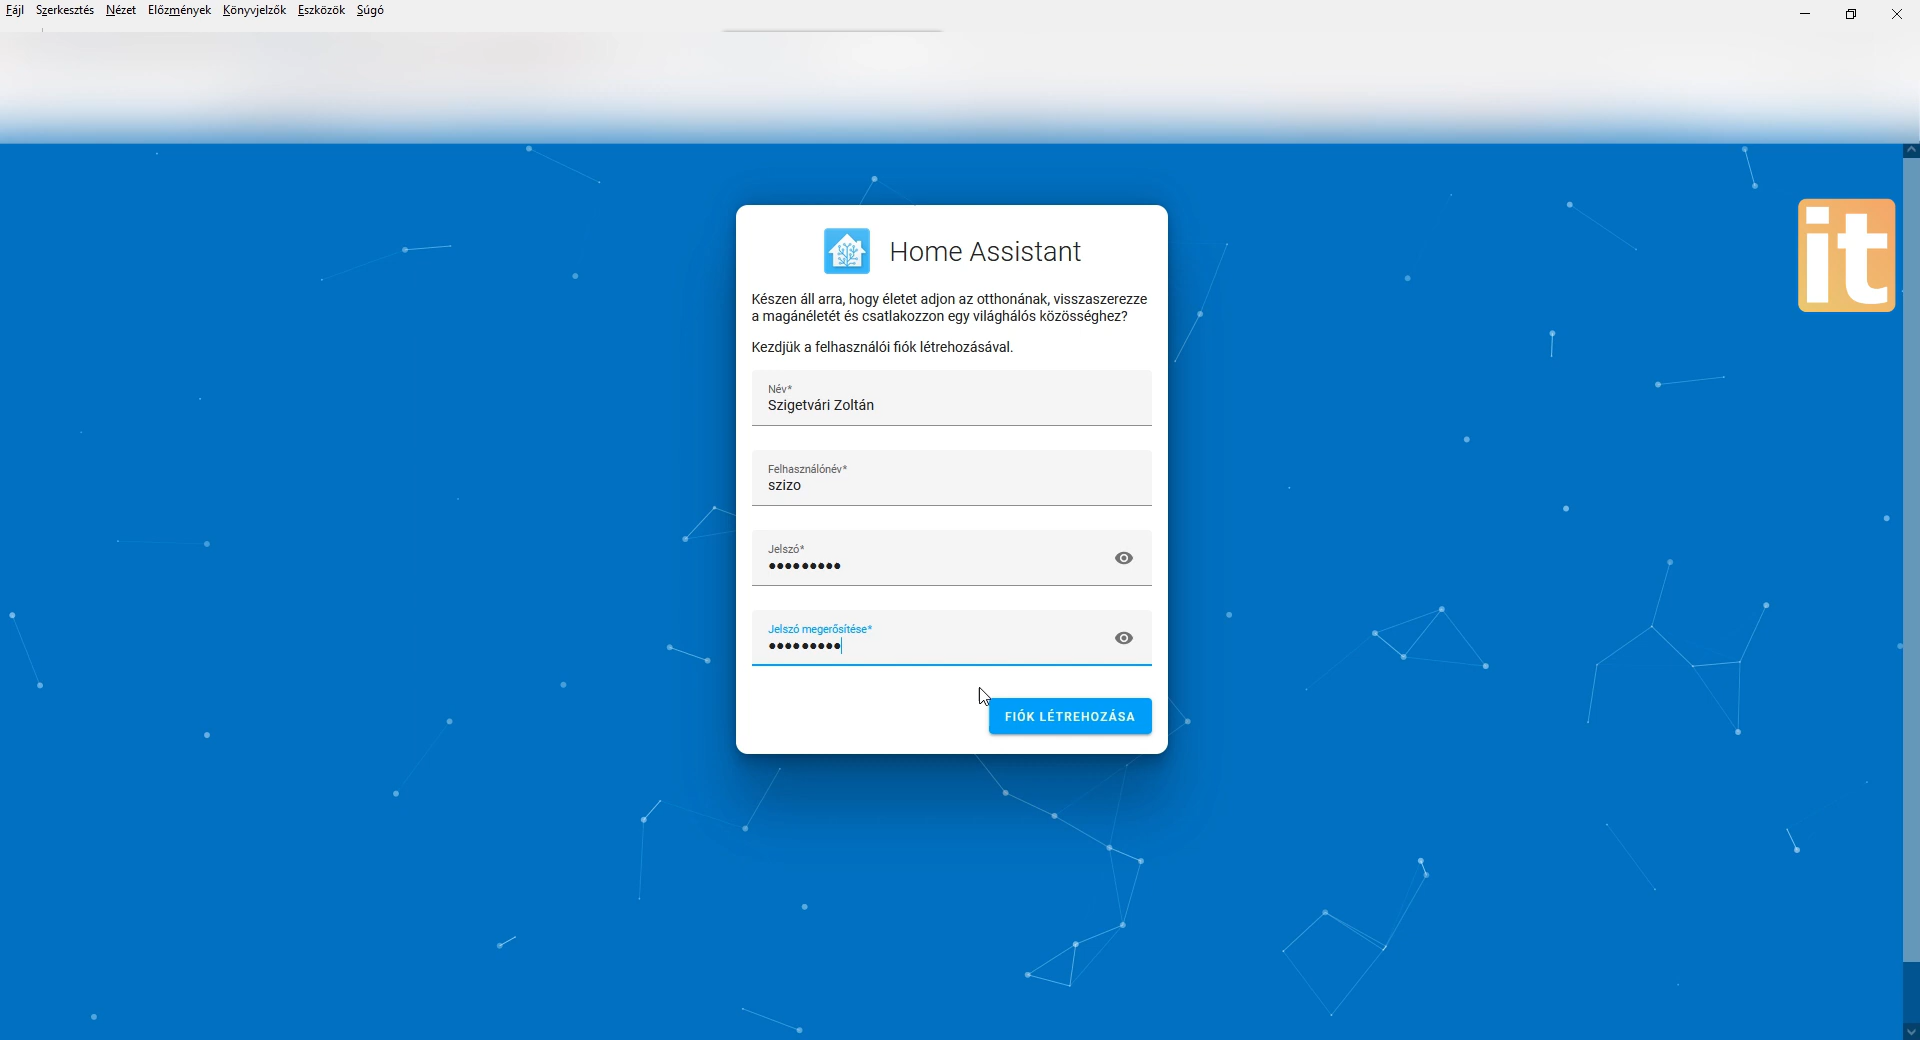 Fájl Szerkesztés Nézet Előzmények Könyvjelzők Eszközök Súgó
it
Home Assistant
Készen áll arra, hogy életet adjon az otthonának, visszaszerezze
a magánéletét és csatlakozzon egy világhálós közösséghez?
Kezdjük a felhasználói fiók létrehozásával.
Név*
Szigetvári Zoltán
Felhasználónév*
szizo
Jelszó*
•••••••••
Jelszó megerősítése*
•••••••••
FIÓK LÉTREHOZÁSA